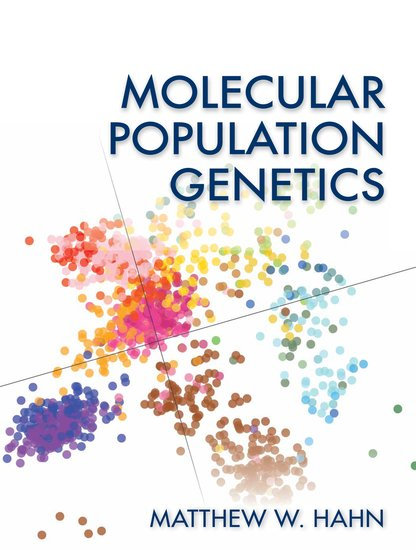 MOLECULAR
POPULATION
GENETICS
MATTHEW W. HAHN